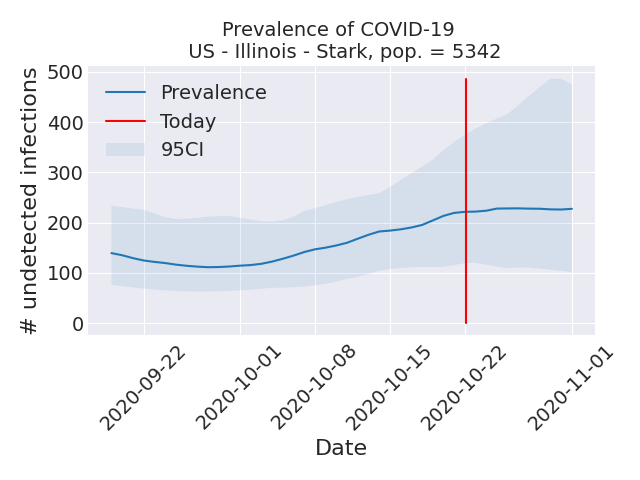 Prevalence of COVID-19
US - Illinois - Stark, pop. = 5342
500
400
300
200
100
0
# undetected infections
Prevalence
Today
95CI
2020-09-22
2020-10-01
2020-10-08
2020-10-15
2020-10-22
2020-11-01
Date